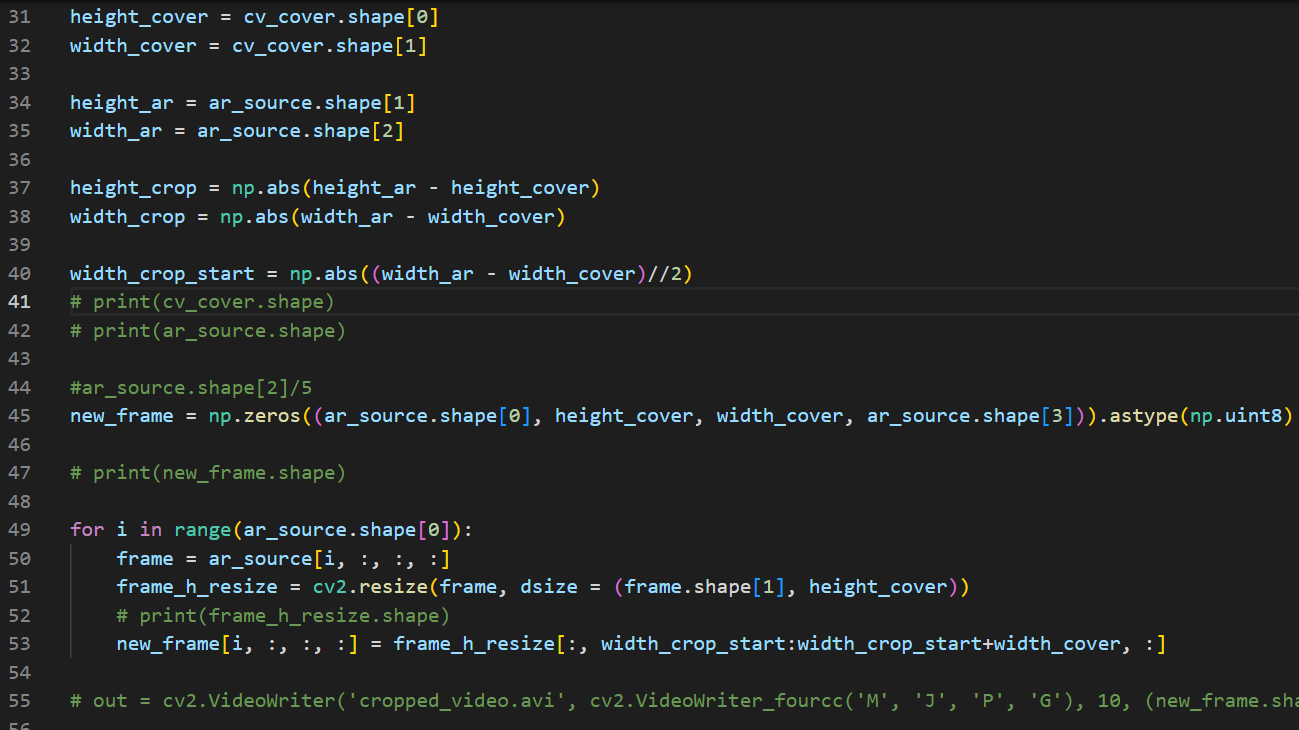 31 height_cover = cv_cover.shape[0]
32 width_cover = cv_cover.shape[1]
33
34 height_ar = ar_source.shape[1]
35 width_ar = ar_source.shape[2]
36
37 height_crop = np.abs(height_ar - height_cover)
38 width_crop = np.abs(width_ar - width_cover)
39
40 width_crop_start = np.abs((width_ar - width_cover)//2)
41 # print(cv_cover.shape)
42 # print(ar_source.shape)
43
44 #ar_source.shape[2]/5
45 new_frame = np.zeros((ar_source.shape[0], height_cover, width_cover, ar_source.shape[3])).astype(np.uint8)
46
47 # print(new_frame.shape)
48
49 for i in range(ar_source.shape[0]):
50     frame = ar_source[i, :, :, :]
51     frame_h_resize = cv2.resize(frame, dsize = (frame.shape[1], height_cover))
52     # print(frame_h_resize.shape)
53     new_frame[i, :, :, :] = frame_h_resize[:, width_crop_start:width_crop_start+width_cover, :]
54
55 # out = cv2.VideoWriter('cropped_video.avi', cv2.VideoWriter_fourcc('M', 'J', 'P', 'G'), 10, (new_frame.sha
56